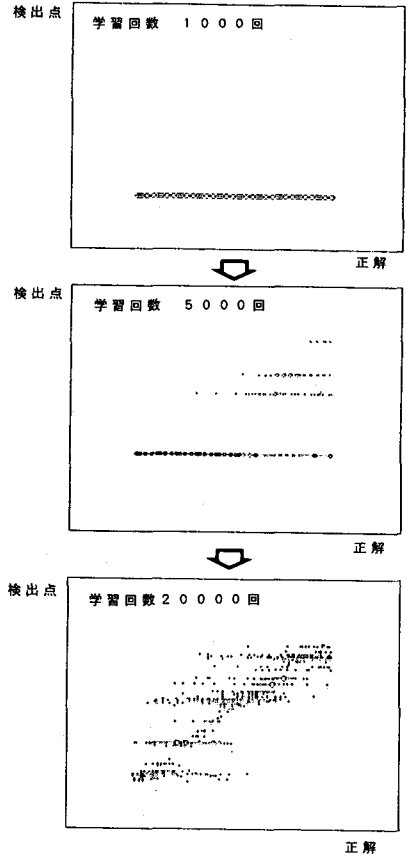 検出点
学習回数 1000回
正解
検出点
学習回数 5000回
正解
検出点
学習回数20000回
正解